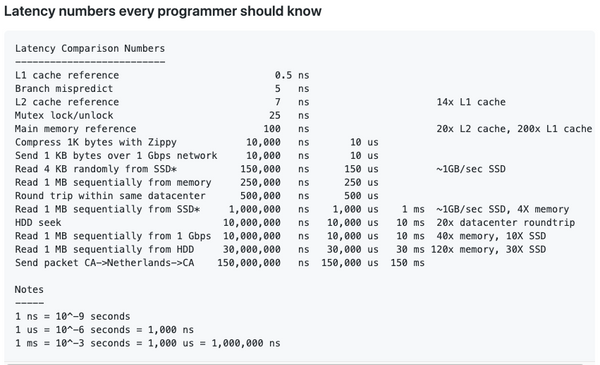 Latency numbers every programmer should know
Latency Comparison Numbers
--------------------------
L1 cache reference 0.5 ns
Branch mispredict 5 ns
L2 cache reference 7 ns 14x L1 cache
Mutex lock/unlock 25 ns
Main memory reference 100 ns 20x L2 cache, 200x L1 cache
Compress 1K bytes with Zippy 10,000 ns 10 us
Send 1 KB bytes over 1 Gbps network 10,000 ns 10 us
Read 4 KB randomly from SSD* 150,000 ns 150 us ~1GB/sec SSD
Read 1 MB sequentially from memory 250,000 ns 250 us
Round trip within same datacenter 500,000 ns 500 us
Read 1 MB sequentially from SSD* 1,000,000 ns 1,000 us 1 ms ~1GB/sec SSD, 4X memory
HDD seek 10,000,000 ns 10,000 us 10 ms 20x datacenter roundtrip
Read 1 MB sequentially from 1 Gbps 10,000,000 ns 10,000 us 10 ms 40x memory, 10X SSD
Read 1 MB sequentially from HDD 30,000,000 ns 30,000 us 30 ms 120x memory, 30X SSD
Send packet CA->Netherlands->CA 150,000,000 ns 150,000 us 150 ms
Notes
-----
1 ns = 10^-9 seconds
1 us = 10^-6 seconds = 1,000 ns
1 ms = 10^-3 seconds = 1,000 us = 1,000,000 ns